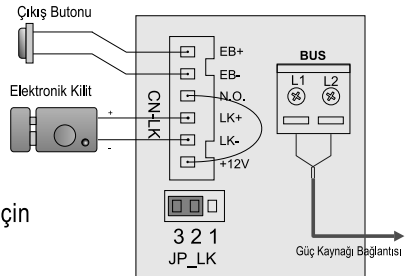 Çıkış Butonu
Elektronik Kilit
+
-
CN-LK
EB+
EB-
N.O.
LK+
LK-
+12V
BUS
L1 L2
için
3 2 1
JP_LK
Güç Kaynağı Bağlantısı